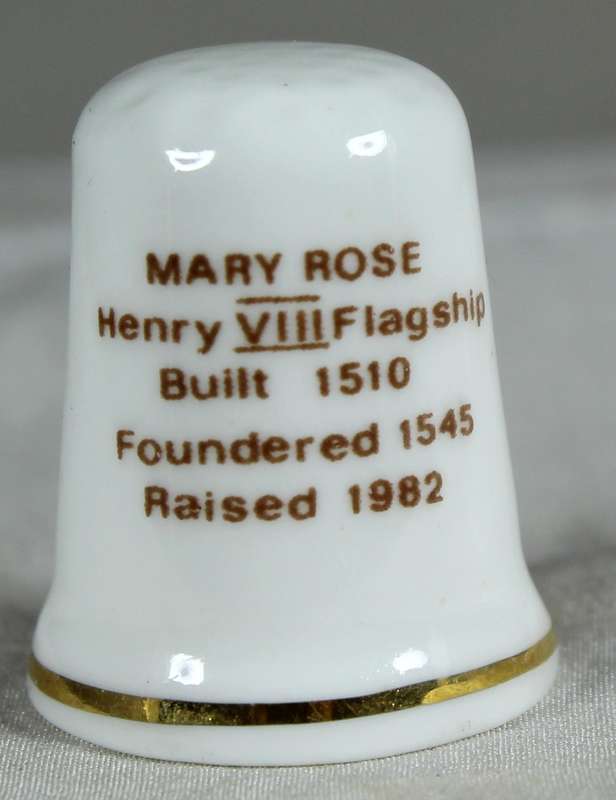 MARY ROSE
Henry VIII Flagship
Built 1510
Foundered 1545
Raised 1982